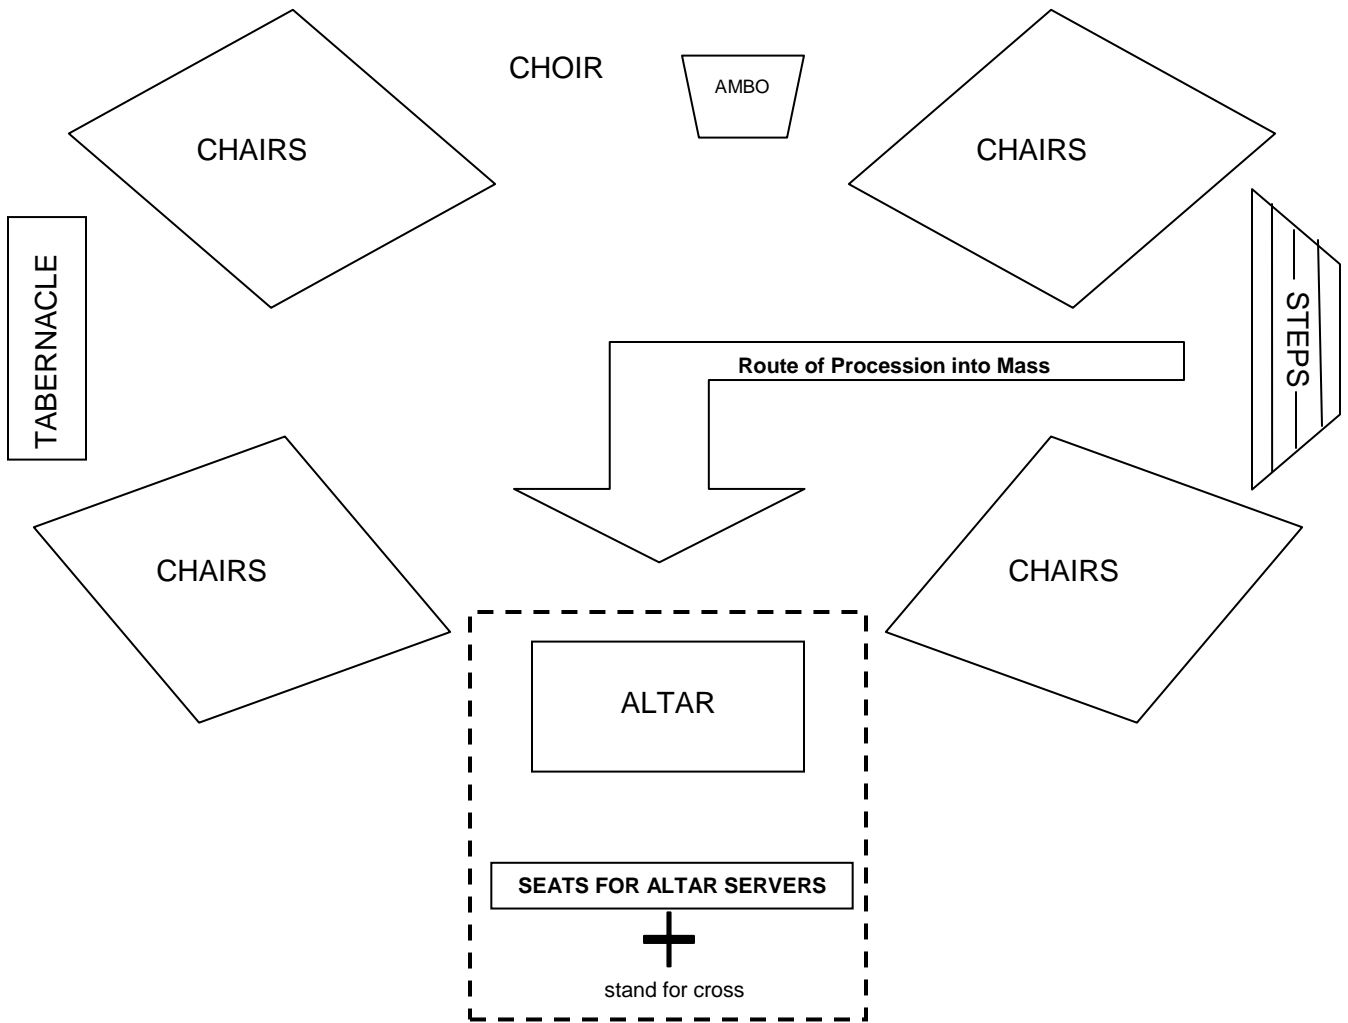 CHOIR
AMBO
CHAIRS
CHAIRS
TABERNACLE
STEPS
Route of Procession into Mass
CHAIRS
CHAIRS
ALTAR
SEATS FOR ALTAR SERVERS
stand for cross